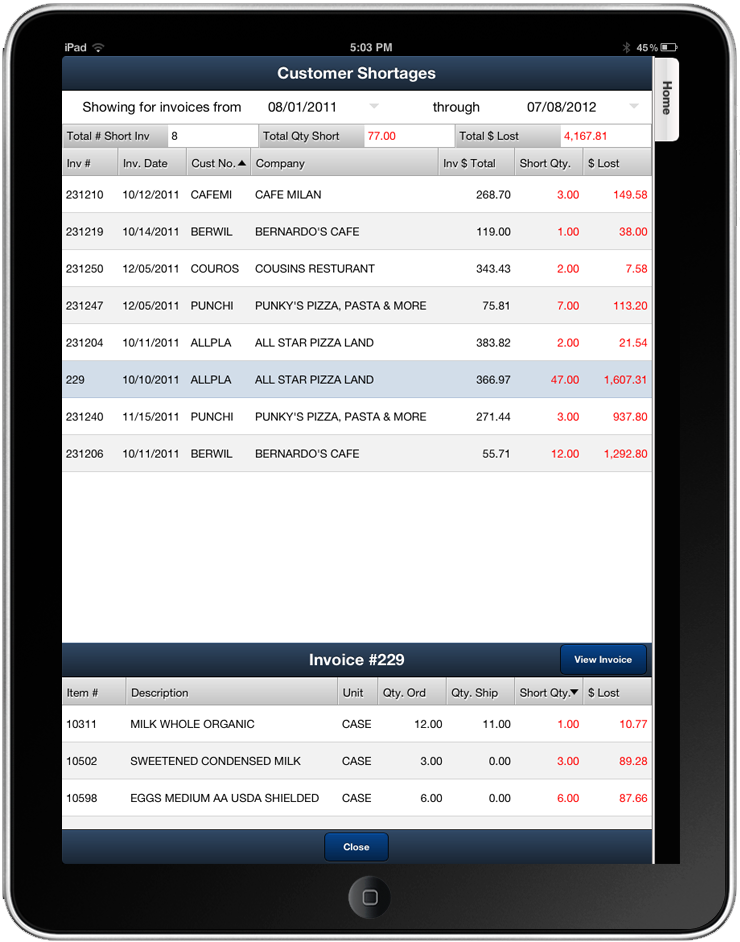 iPad 5:03 PM 45%
Customer Shortages
Home
Showing for invoices from 08/01/2011 through 07/08/2012
Total # Short Inv 8 Total Qty Short 77.00 Total $ Lost 4,167.81
Inv # Inv. Date Cust No. Company Inv $ Total Short Qty. $ Lost
231210 10/12/2011 CAFEMI CAFE MILAN 268.70 3.00 149.58
231219 10/14/2011 BERWIL BERNARDO'S CAFE 119.00 1.00 38.00
231250 12/05/2011 COUROS COUSINS RESTURANT 343.43 2.00 7.58
231247 12/05/2011 PUNCHI PUNKY'S PIZZA, PASTA & MORE 75.81 7.00 113.20
231204 10/11/2011 ALLPLA ALL STAR PIZZA LAND 383.82 2.00 21.54
229 10/10/2011 ALLPLA ALL STAR PIZZA LAND 366.97 47.00 1,607.31
231240 11/15/2011 PUNCHI PUNKY'S PIZZA, PASTA & MORE 271.44 3.00 937.80
231206 10/11/2011 BERWIL BERNARDO'S CAFE 55.71 12.00 1,292.80
Invoice #229 View Invoice
Item # Description Unit Qty. Ord Qty. Ship Short Qty. $ Lost
10311 MILK WHOLE ORGANIC CASE 12.00 11.00 1.00 10.77
10502 SWEETENED CONDENSED MILK CASE 3.00 0.00 3.00 89.28
10598 EGGS MEDIUM AA USDA SHIELDED CASE 6.00 0.00 6.00 87.66
Close